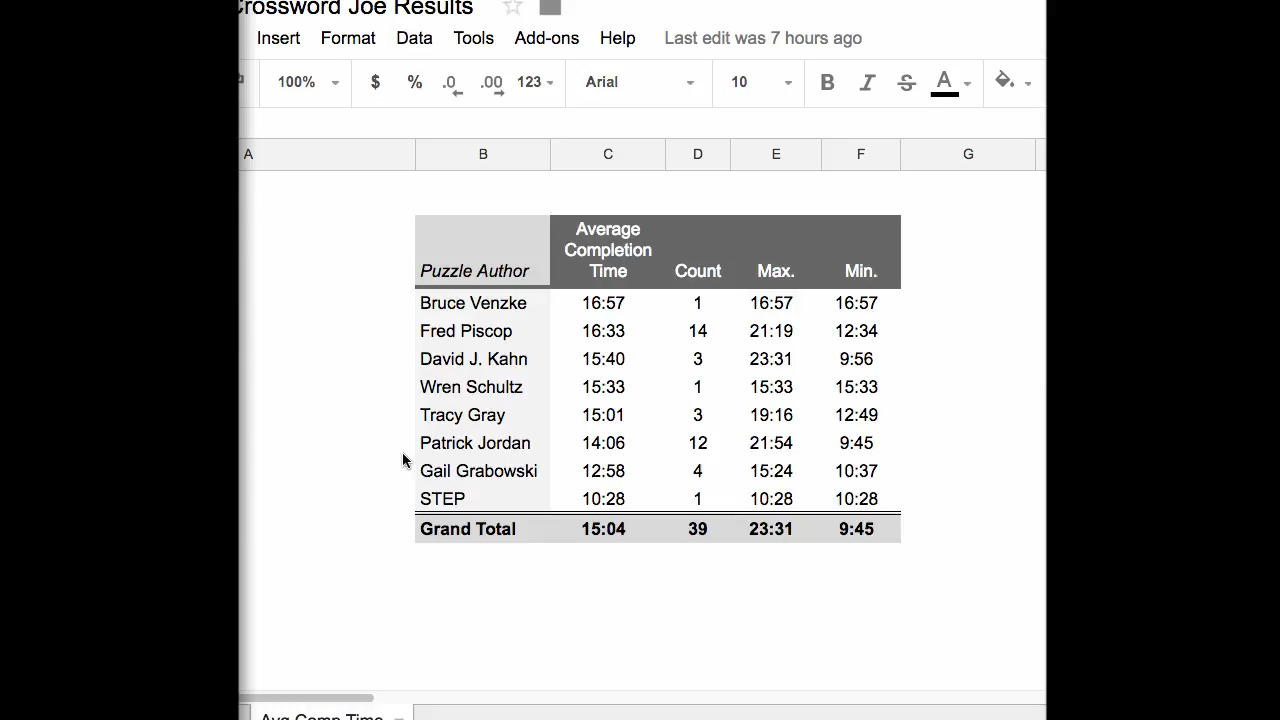 Crossword Joe Results
Insert Format Data Tools Add-ons Help Last edit was 7 hours ago
100% $ % .0 .00 123 Arial 10 B I S A
A B C D E F G
Puzzle Author Average Completion Time Count Max. Min.
Bruce Venzke 16:57 1 16:57 16:57
Fred Piscop 16:33 14 21:19 12:34
David J. Kahn 15:40 3 23:31 9:56
Wren Schultz 15:33 1 15:33 15:33
Tracy Gray 15:01 3 19:16 12:49
Patrick Jordan 14:06 12 21:54 9:45
Gail Grabowski 12:58 4 15:24 10:37
STEP 10:28 1 10:28 10:28
Grand Total 15:04 39 23:31 9:45
Avg Comp Time